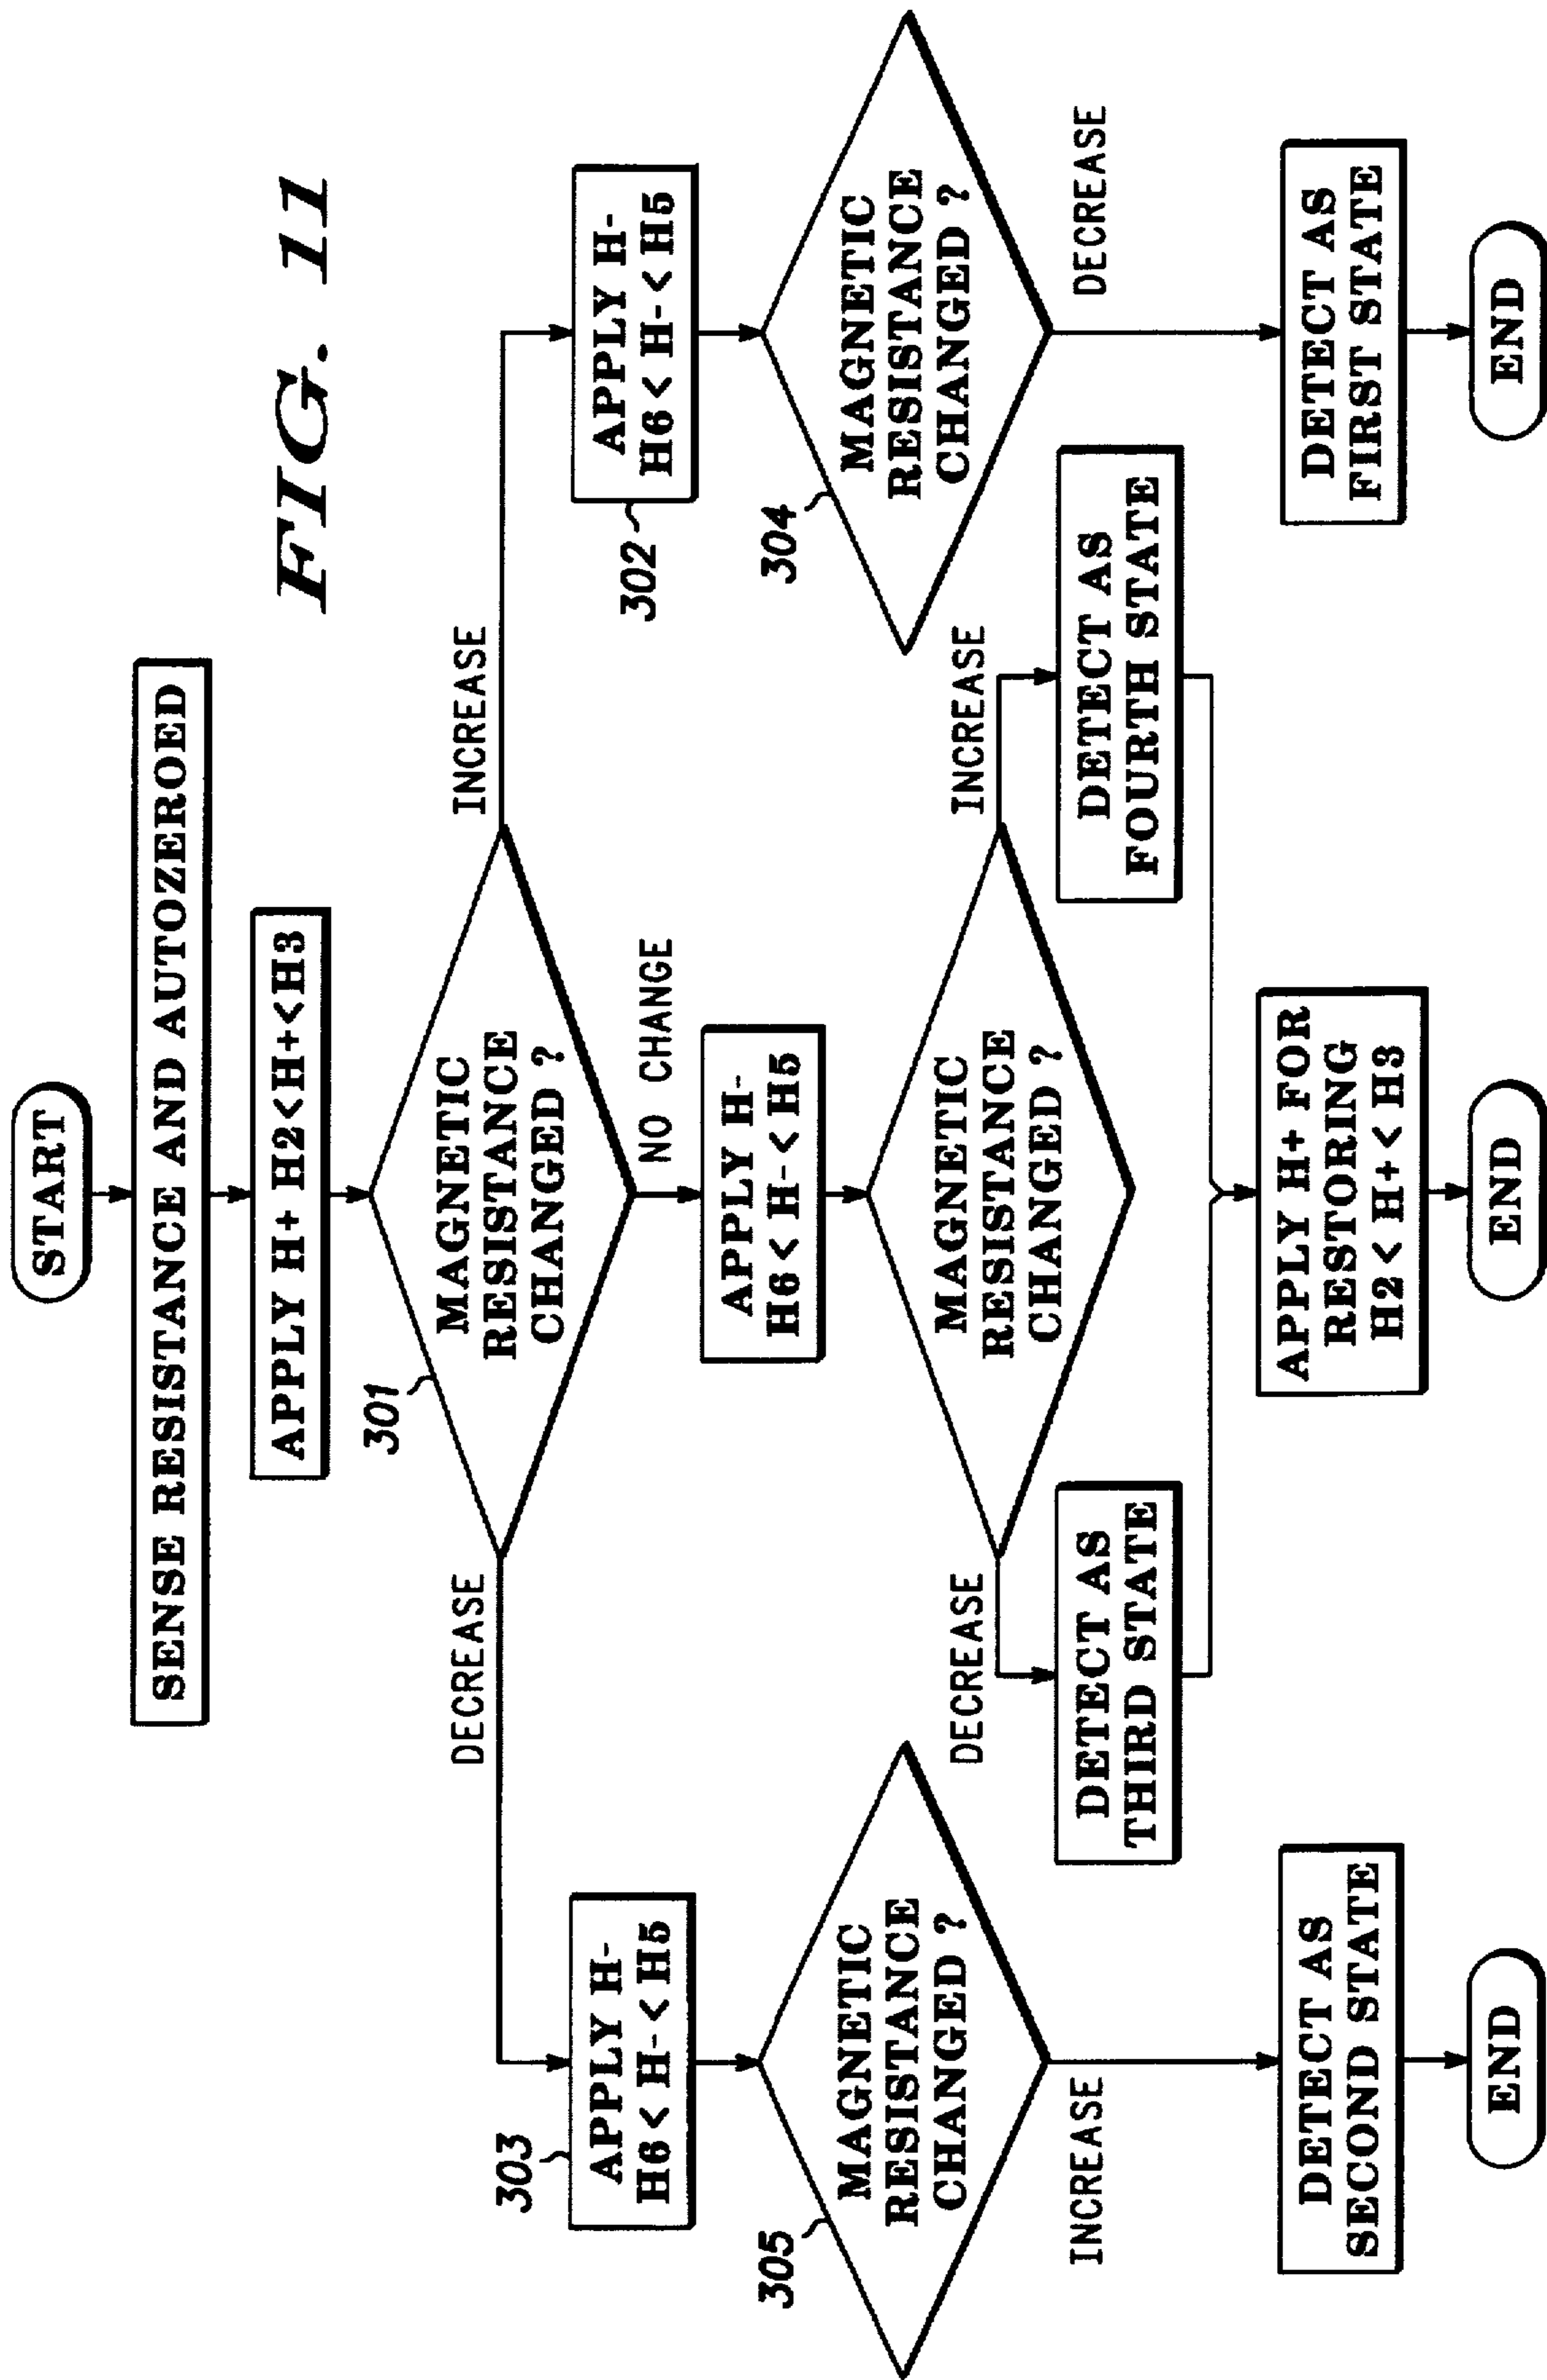 FIG. 11
START
SENSE RESISTANCE AND AUTOZEROED
APPLY H+ H2<H+<H3
301
MAGNETIC
RESISTANCE
CHANGED ?
DECREASE
INCREASE
NO CHANGE
303
APPLY H-
H6 < H- < H5
APPLY H-
H6 < H- < H5
302
APPLY H-
H6 < H- < H5
305
MAGNETIC
RESISTANCE
CHANGED ?
MAGNETIC
RESISTANCE
CHANGED ?
304
MAGNETIC
RESISTANCE
CHANGED ?
INCREASE
DECREASE
INCREASE
DECREASE
DETECT AS
THIRD STATE
DETECT AS
FOURTH STATE
DETECT AS
SECOND STATE
APPLY H+ FOR
RESTORING
H2 < H+ < H3
DETECT AS
FIRST STATE
END
END
END